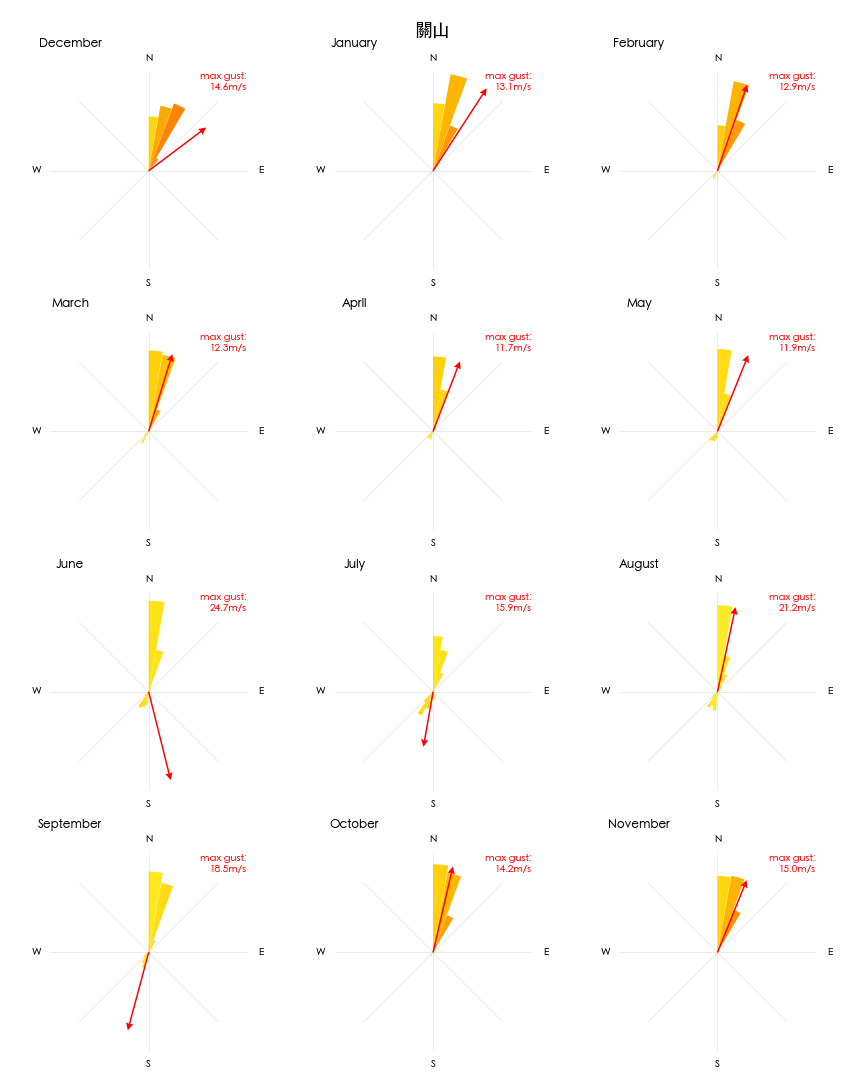 關山
December
N
max gust:
14.6m/s
W
E
S
January
N
max gust:
13.1m/s
W
E
S
February
N
max gust:
12.9m/s
W
E
S
March
N
max gust:
12.3m/s
W
E
S
April
N
max gust:
11.7m/s
W
E
S
May
N
max gust:
11.9m/s
W
E
S
June
N
max gust:
24.7m/s
W
E
S
July
N
max gust:
15.9m/s
W
E
S
August
N
max gust:
21.2m/s
W
E
S
September
N
max gust:
18.5m/s
W
E
S
October
N
max gust:
14.2m/s
W
E
S
November
N
max gust:
15.0m/s
W
E
S